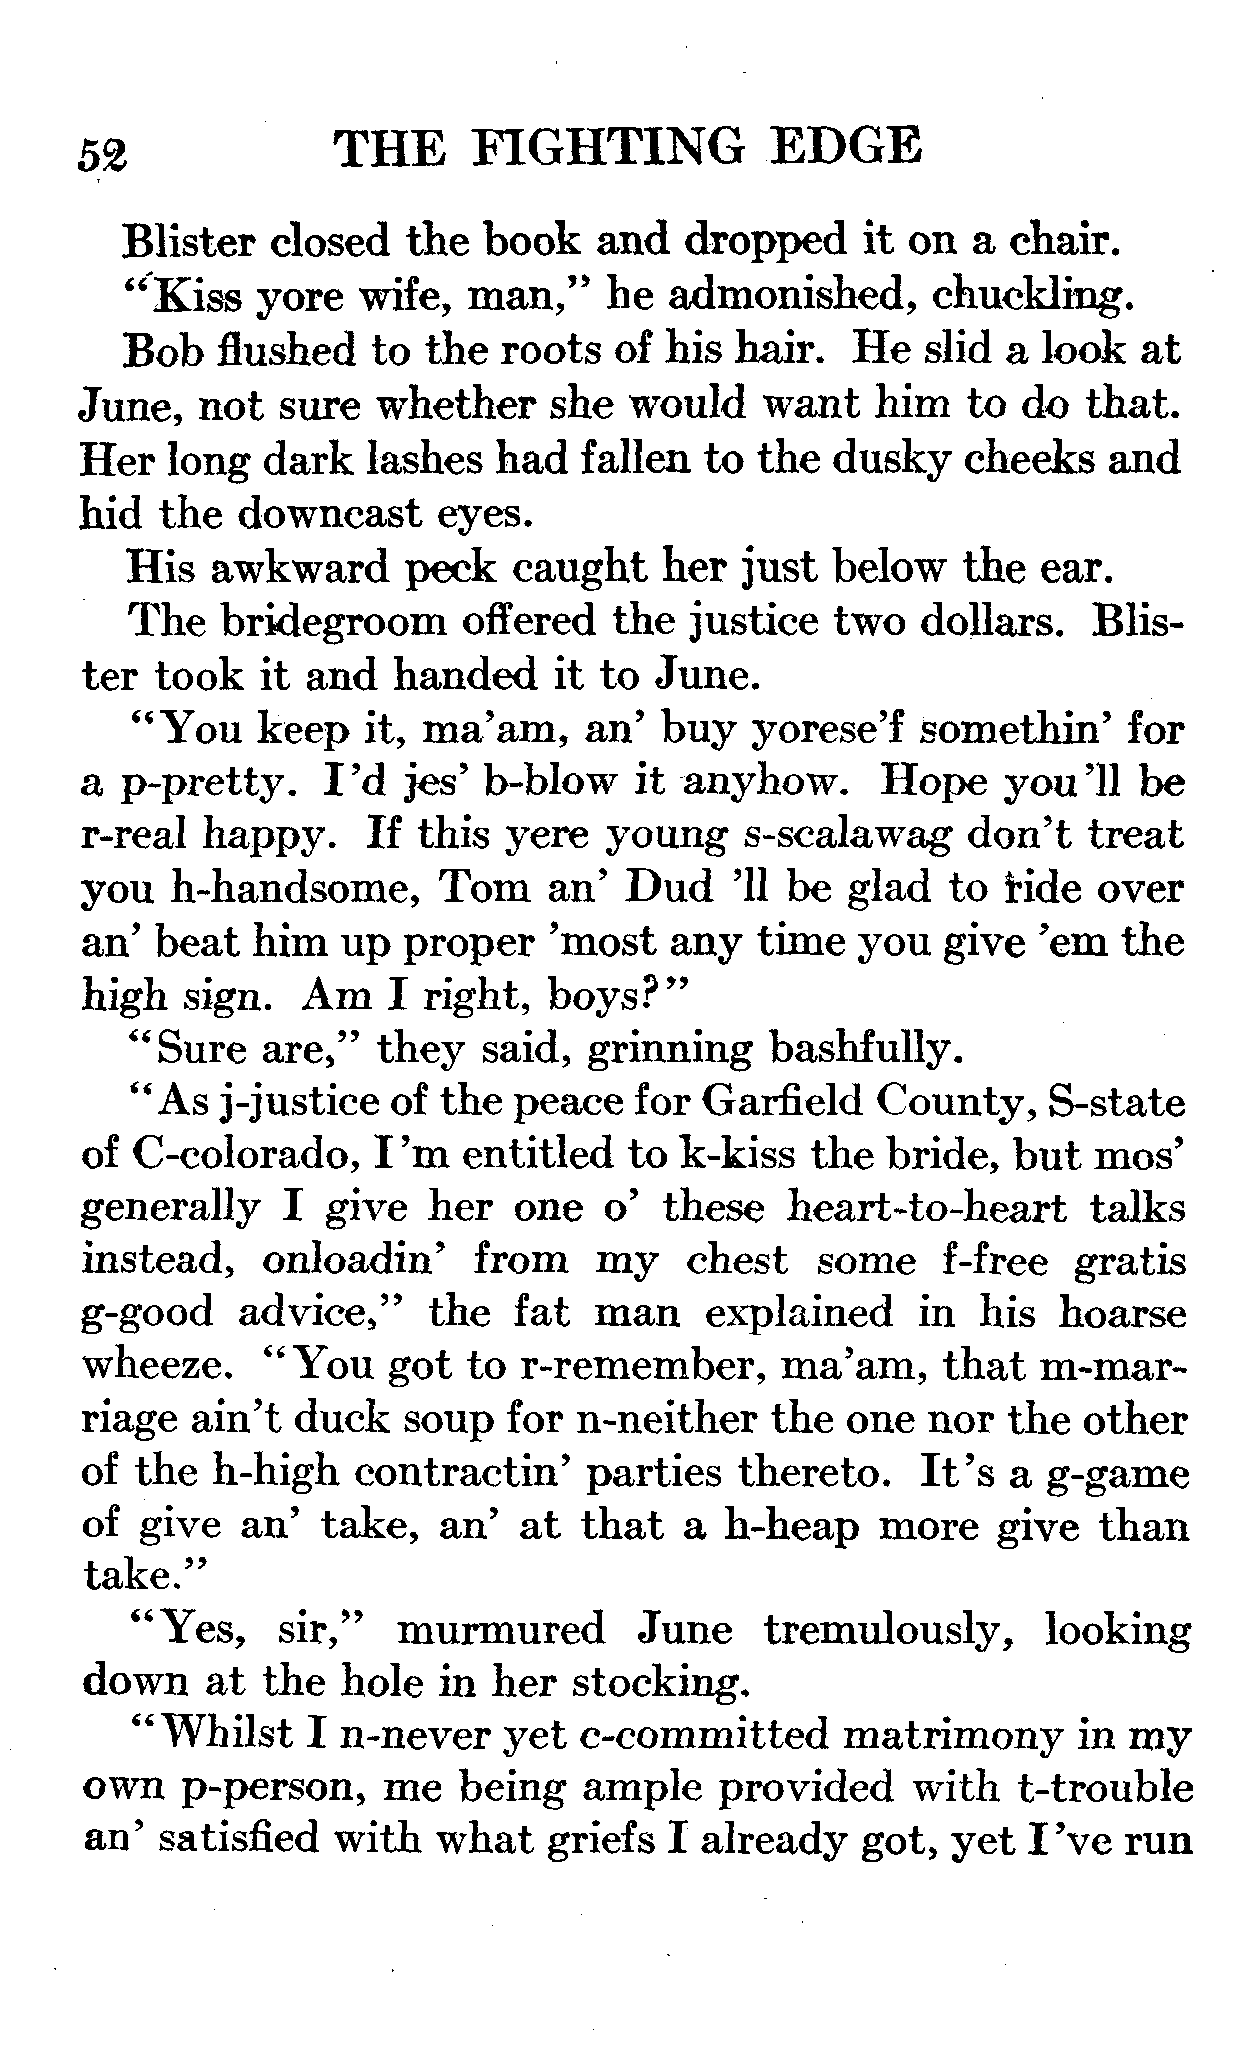 52 THE FIGHTING EDGE
Blister closed the book and dropped it on a chair.
"Kiss yore wife, man," he admonished, chuckling.
Bob flushed to the roots of his hair. He slid a look at
June, not sure whether she would want him to do that.
Her long dark lashes had fallen to the dusky cheeks and
hid the downcast eyes.
His awkward peck caught her just below the ear.
The bridegroom offered the justice two dollars. Blis-
ter took it and handed it to June.
"You keep it, ma'am, an' buy yorese'f somethin' for
a p-pretty. I'd jes' b-blow it anyhow. Hope you'll be
r-real happy. If this yere young s-scalawag don't treat
you h-handsome, Tom an' Dud 'll be glad to ride over
an' beat him up proper 'most any time you give 'em the
high sign. Am I right, boys?"
"Sure are," they said, grinning bashfully.
"As j-justice of the peace for Garfield County, S-state
of C-colorado, I'm entitled to k-kiss the bride, but mos'
generally I give her one o' these heart-to-heart talks
instead, onloadin' from my chest some f-free gratis
g-good advice," the fat man explained in his hoarse
wheeze. "You got to r-remember, ma'am, that m-mar-
riage ain't duck soup for n-neither the one nor the other
of the h-high contractin' parties thereto. It's a g-game
of give an' take, an' at that a h-heap more give than
take."
"Yes, sir," murmured June tremulously, looking
down at the hole in her stocking.
"Whilst I n-never yet c-committed matrimony in my
own p-person, me being ample provided with t-trouble
an' satisfied with what griefs I already got, yet I've run